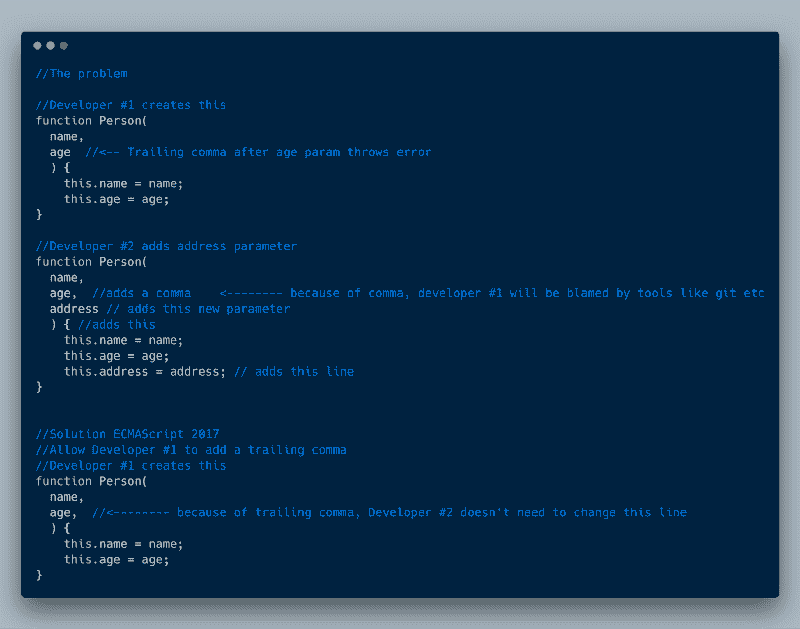 //The problem
//Developer #1 creates this
function Person(
name,
age  //<-- Trailing comma after age param throws error
) {
this.name = name;
this.age = age;
}
//Developer #2 adds address parameter
function Person(
name,
age,  //adds a comma    <-------- because of comma, developer #1 will be blamed by tools like git etc
address // adds this new parameter
) { //adds this
this.name = name;
this.age = age;
this.address = address; // adds this line
}
//Solution ECMAScript 2017
//Allow Developer #1 to add a trailing comma
//Developer #1 creates this
function Person(
name,
age,  //<-------- because of trailing comma, Developer #2 doesn't need to change this line
) {
this.name = name;
this.age = age;
}